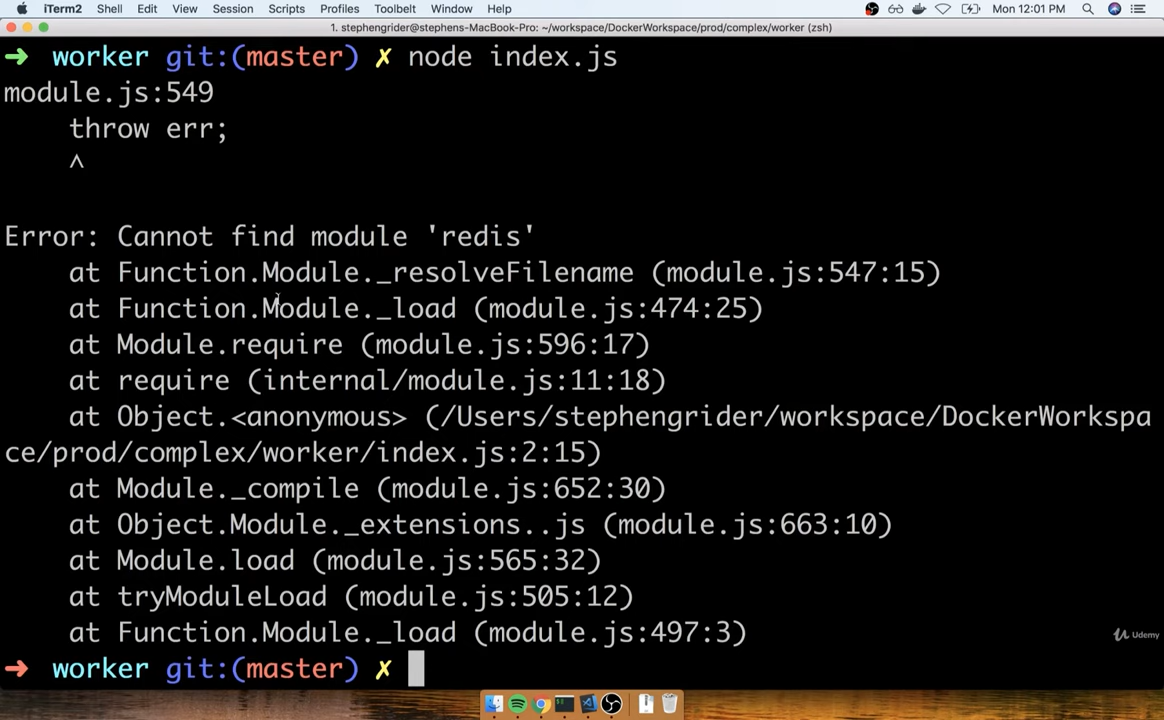 iTerm2 Shell Edit View Session Scripts Profiles Toolbelt Window Help Mon 12:01 PM
1. stephengrider@stephens-MacBook-Pro: ~/workspace/DockerWorkspace/prod/complex/worker (zsh)
➜ worker git:(master) ✗ node index.js
module.js:549
    throw err;
    ^
Error: Cannot find module 'redis'
    at Function.Module._resolveFilename (module.js:547:15)
    at Function.Module._load (module.js:474:25)
    at Module.require (module.js:596:17)
    at require (internal/module.js:11:18)
    at Object.<anonymous> (/Users/stephengrider/workspace/DockerWorkspa
ce/prod/complex/worker/index.js:2:15)
    at Module._compile (module.js:652:30)
    at Object.Module._extensions..js (module.js:663:10)
    at Module.load (module.js:565:32)
    at tryModuleLoad (module.js:505:12)
    at Function.Module._load (module.js:497:3)
Udemy
➜ worker git:(master) ✗